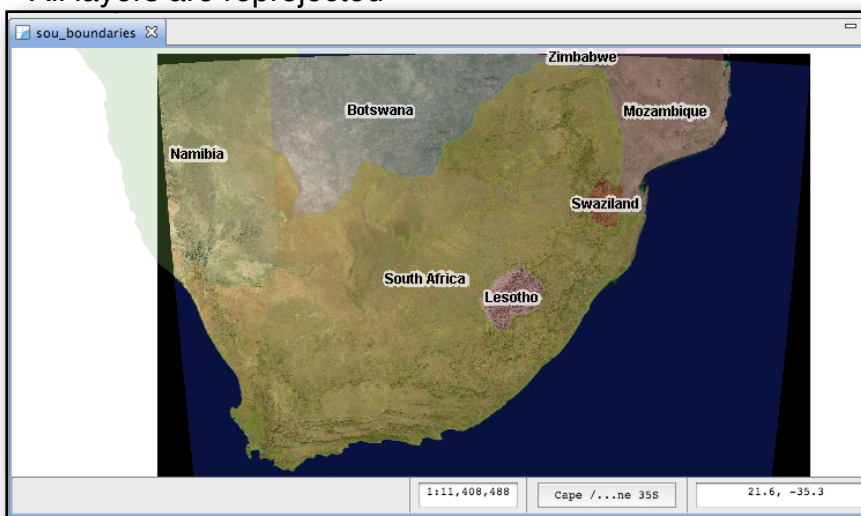 All layers are reprojected
sou_boundaries
Zimbabwe
Botswana
Mozambique
Namibia
Swaziland
South Africa
Lesotho
1:11,408,488
Cape /...ne 35S
21.6, -35.3